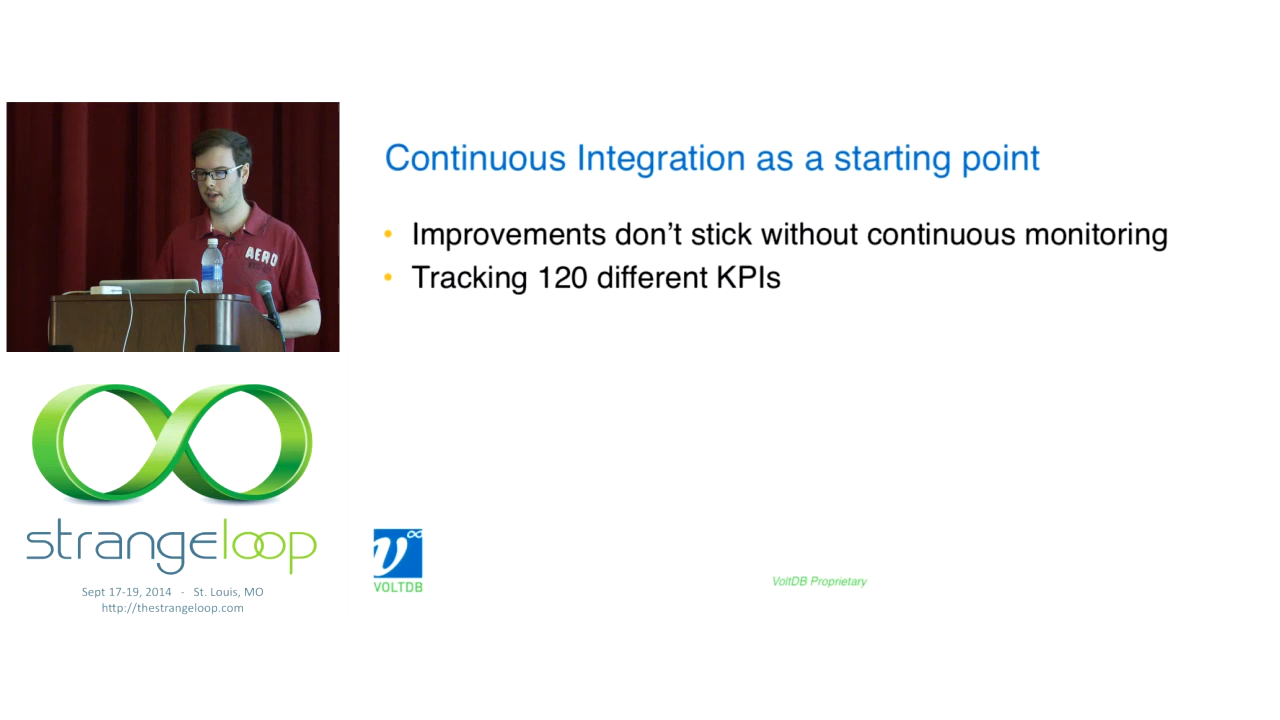 Continuous Integration as a starting point
• Improvements don't stick without continuous monitoring
• Tracking 120 different KPIs
AERO
strangeloop
Sept 17-19, 2014 - St. Louis, MO
http://thestrangeloop.com
V∞
VOLTDB
VoltDB Proprietary